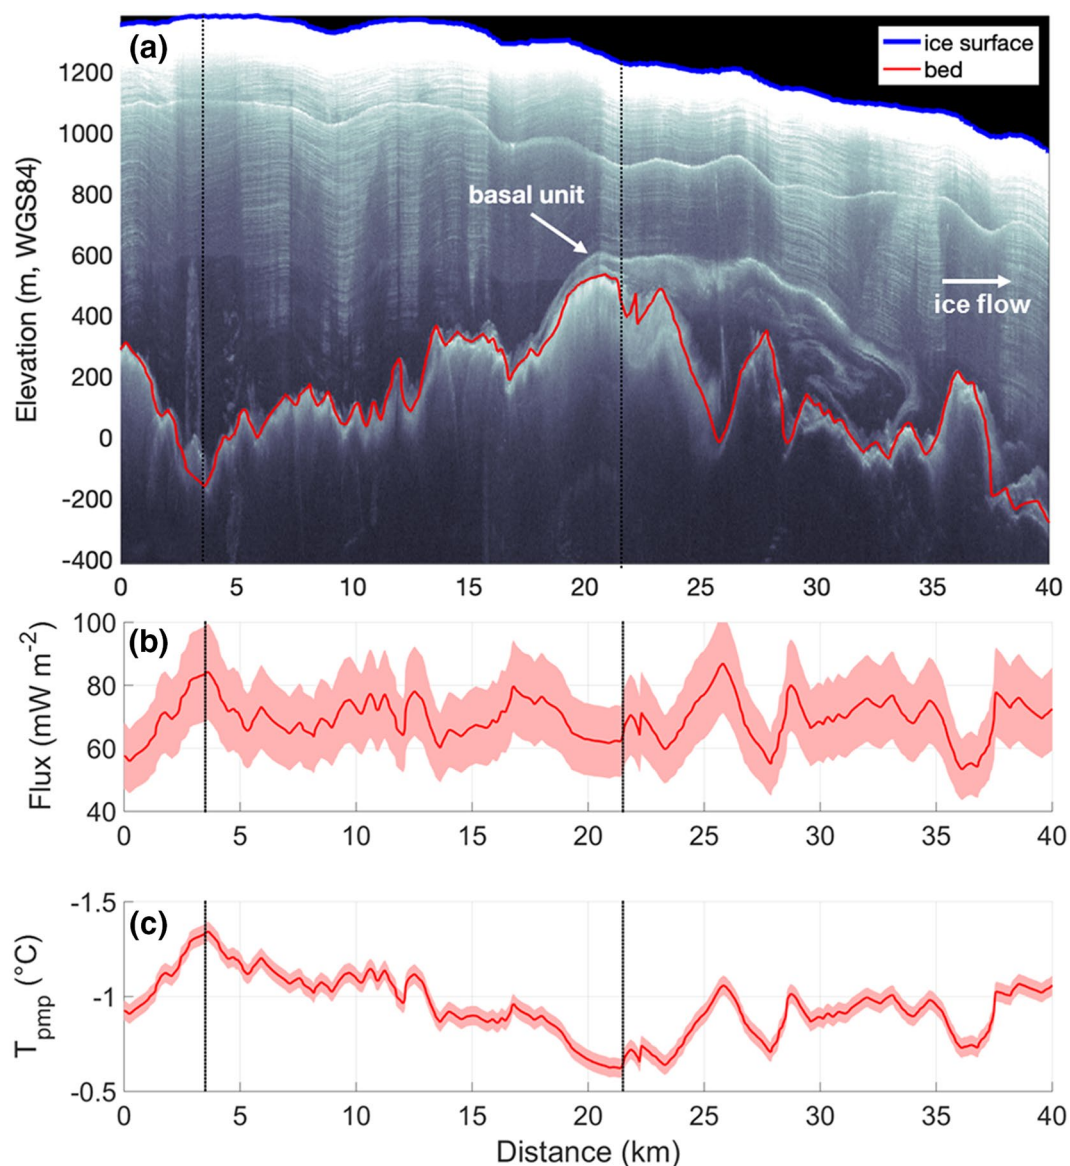 (a)
ice surface
bed
1200
1000
800
600
400
200
0
-200
-400
Elevation (m, WGS84)
basal unit
ice flow
0 5 10 15 20 25 30 35 40
(b)
100
80
60
40
Flux (mW m⁻²)
0 5 10 15 20 25 30 35 40
(c)
-1.5
-1
-0.5
Tpmp (°C)
0 5 10 15 20 25 30 35 40
Distance (km)